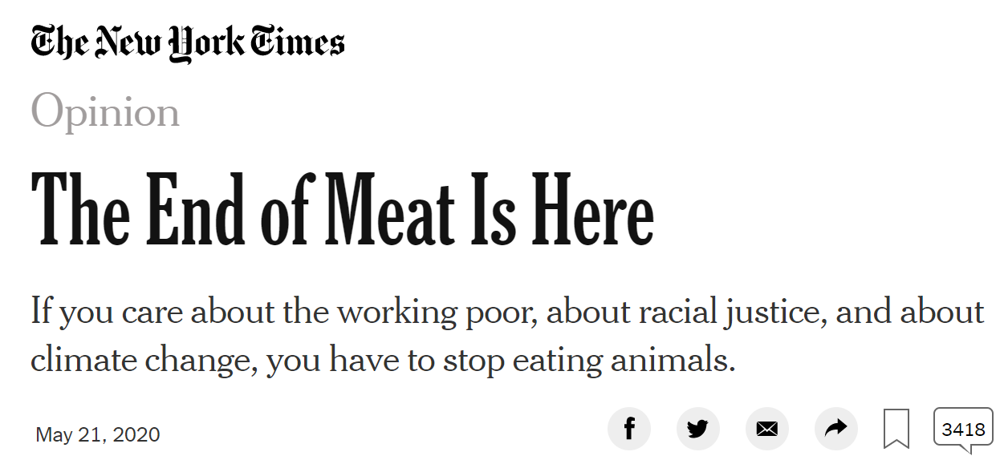 The New York Times
Opinion
The End of Meat Is Here
If you care about the working poor, about racial justice, and about
climate change, you have to stop eating animals.
May 21, 2020
3418